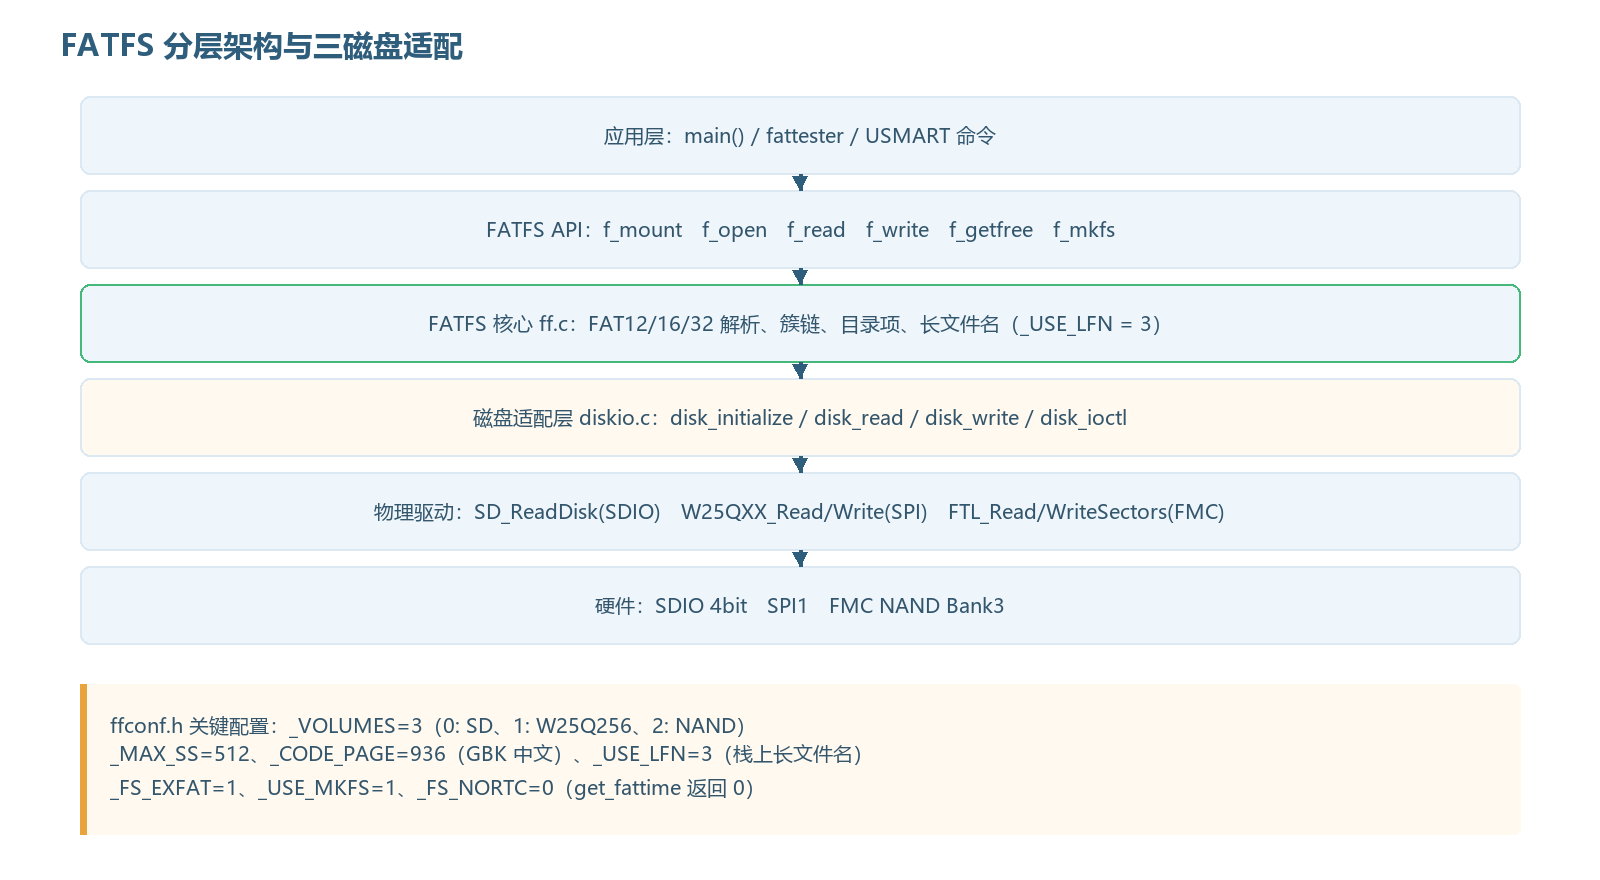 FATFS 分层架构与三磁盘适配
应用层：main() / fattester / USMART 命令
FATFS API：f_mount f_open f_read f_write f_getfree f_mkfs
FATFS 核心 ff.c：FAT12/16/32 解析、簇链、目录项、长文件名（_USE_LFN = 3）
磁盘适配层 diskio.c：disk_initialize / disk_read / disk_write / disk_ioctl
物理驱动：SD_ReadDisk(SDIO) W25QXX_Read/Write(SPI) FTL_Read/WriteSectors(FMC)
硬件：SDIO 4bit SPI1 FMC NAND Bank3
ffconf.h 关键配置：_VOLUMES=3（0: SD、1: W25Q256、2: NAND）
_MAX_SS=512、_CODE_PAGE=936（GBK 中文）、_USE_LFN=3（栈上长文件名）
_FS_EXFAT=1、_USE_MKFS=1、_FS_NORTC=0（get_fattime 返回 0）